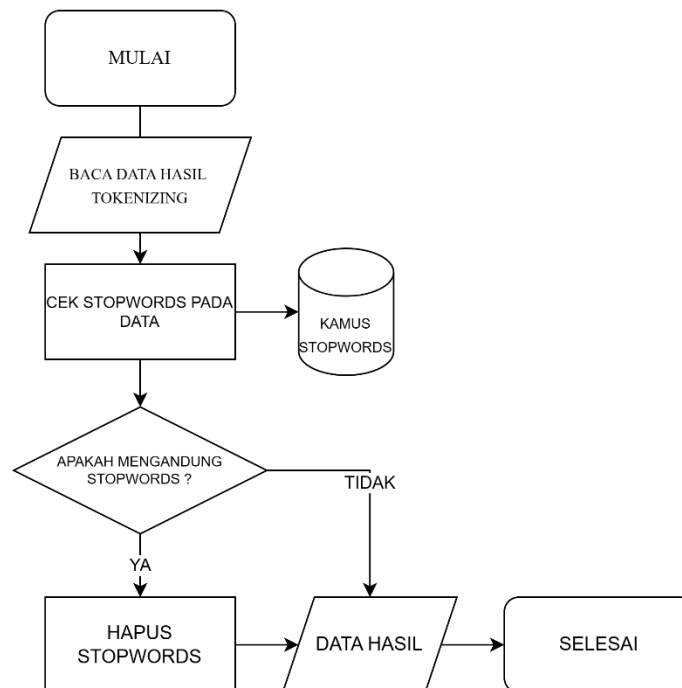 MULAI
BACA DATA HASIL
TOKENIZING
CEK STOPWORDS PADA
DATA
KAMUS
STOPWORDS
APAKAH MENGANDUNG
STOPWORDS ?
TIDAK
YA
HAPUS
STOPWORDS
DATA HASIL
SELESAI